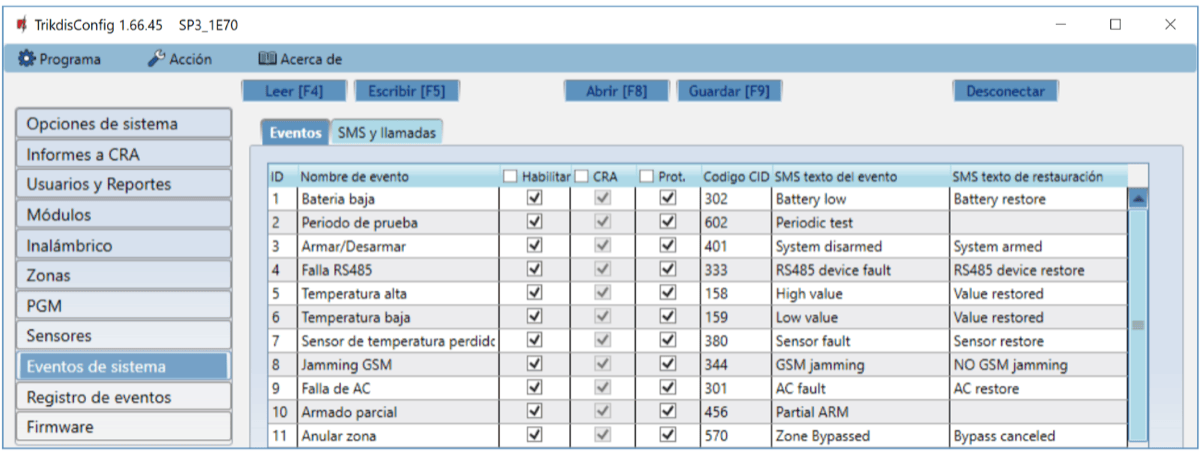 TrikdisConfig 1.66.45 SP3_1E70
Programa Acción Acerca de
Leer [F4] Escribir [F5] Abrir [F8] Guardar [F9] Desconectar
Opciones de sistema
Informes a CRA
Usuarios y Reportes
Módulos
Inalámbrico
Zonas
PGM
Sensores
Eventos de sistema
Registro de eventos
Firmware
Eventos SMS y llamadas
ID Nombre de evento Habilitar CRA Prot. Codigo CID SMS texto del evento SMS texto de restauración
1 Bateria baja 302 Battery low Battery restore
2 Periodo de prueba 602 Periodic test
3 Armar/Desarmar 401 System disarmed System armed
4 Falla RS485 333 RS485 device fault RS485 device restore
5 Temperatura alta 158 High value Value restored
6 Temperatura baja 159 Low value Value restored
7 Sensor de temperatura perdido 380 Sensor fault Sensor restore
8 Jamming GSM 344 GSM jamming NO GSM jamming
9 Falla de AC 301 AC fault AC restore
10 Armado parcial 456 Partial ARM
11 Anular zona 570 Zone Bypassed Bypass canceled